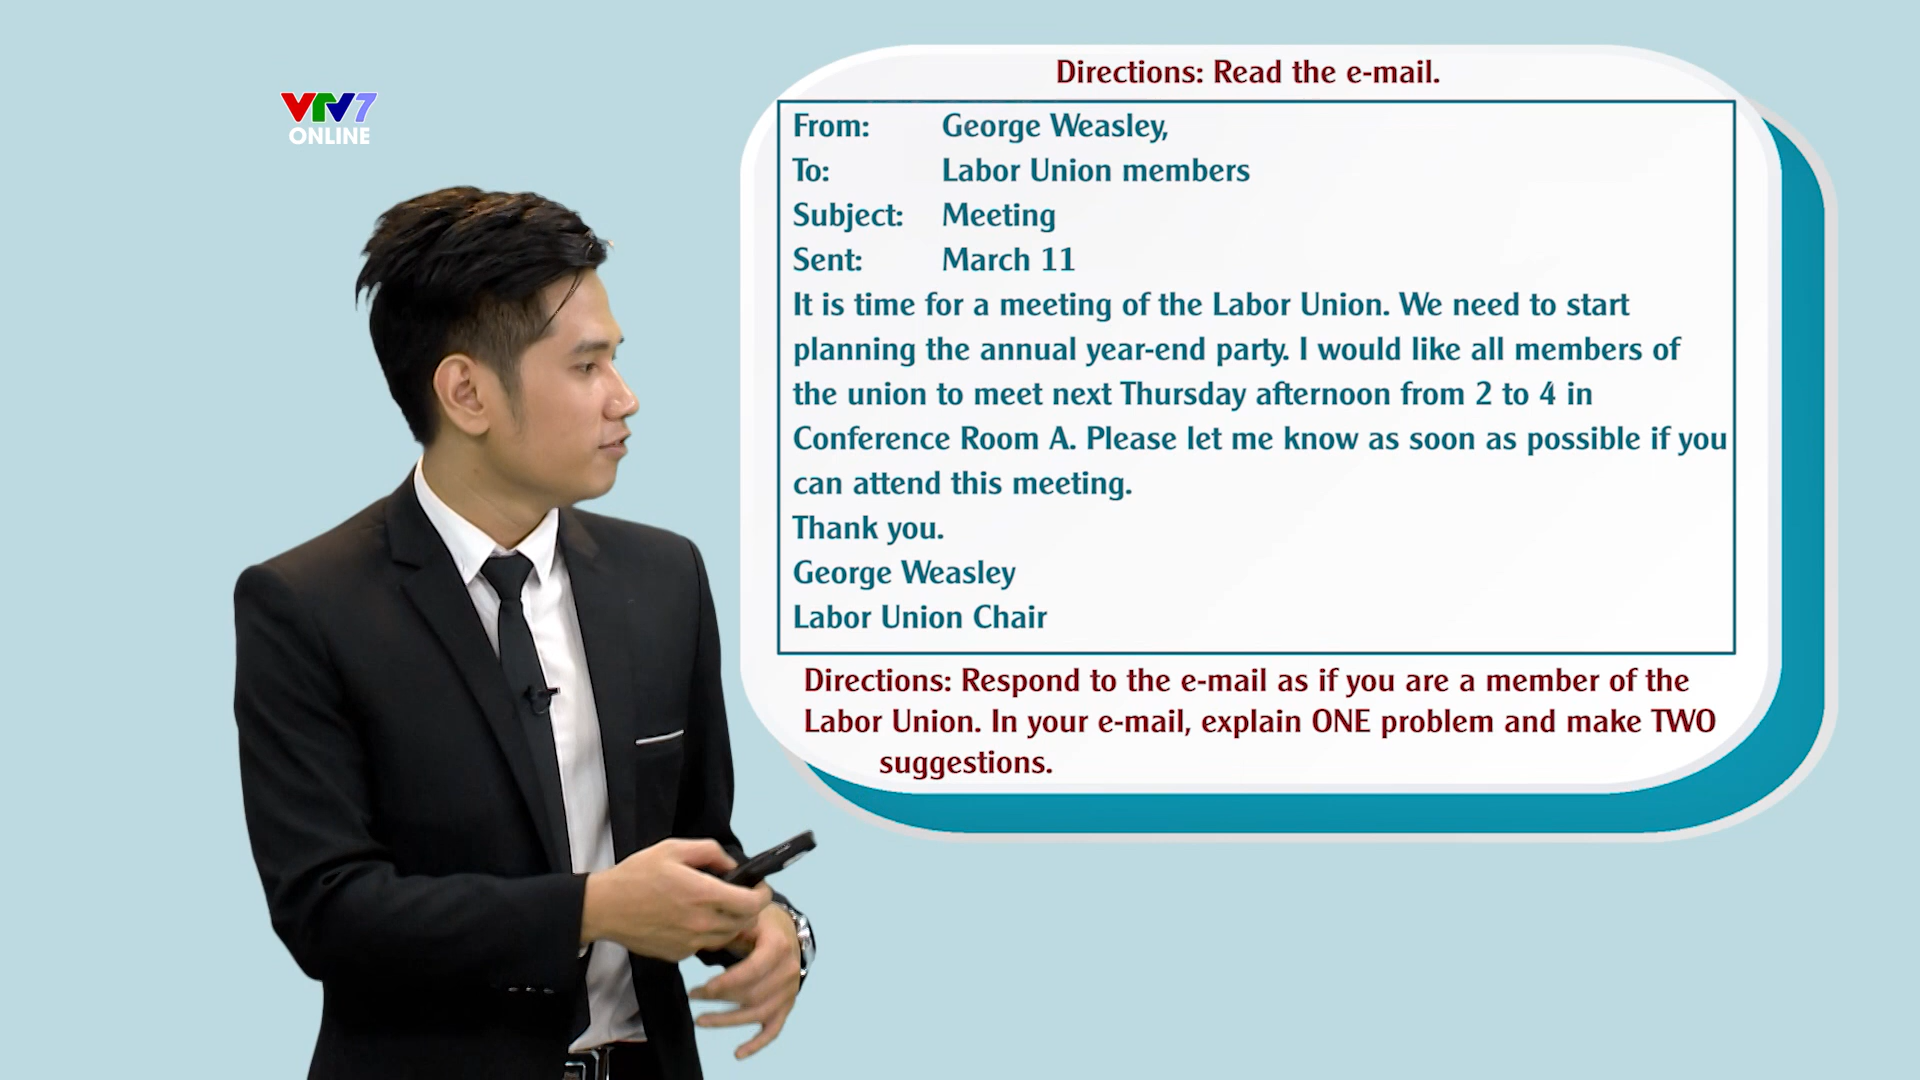 VTV7
ONLINE
Directions: Read the e-mail.
From: George Weasley,
To: Labor Union members
Subject: Meeting
Sent: March 11
It is time for a meeting of the Labor Union. We need to start
planning the annual year-end party. I would like all members of
the union to meet next Thursday afternoon from 2 to 4 in
Conference Room A. Please let me know as soon as possible if you
can attend this meeting.
Thank you.
George Weasley
Labor Union Chair
Directions: Respond to the e-mail as if you are a member of the
Labor Union. In your e-mail, explain ONE problem and make TWO
suggestions.